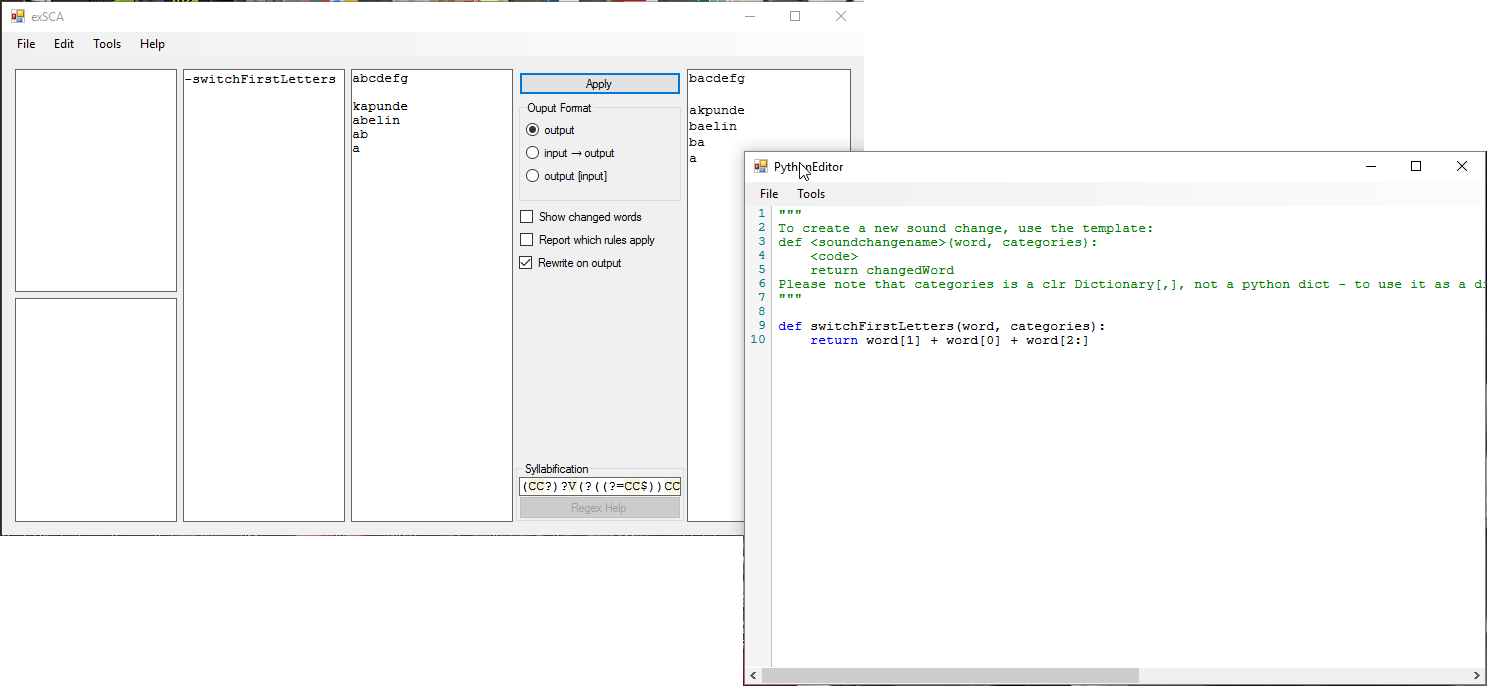 exSCA
File Edit Tools Help
-switchFirstLetters
abcdefg
kapunde
abelin
ab
a
Apply
Ouput Format
output
input → output
output [input]
Show changed words
Report which rules apply
Rewrite on output
Syllabification
(CC?)?V(?((?=CC$))CC
Regex Help
bacdefg
akpunde
baelin
ba
a
PythonEditor
File Tools
1 """
2 To create a new sound change, use the template:
3 def <soundchangename>(word, categories):
4 <code>
5 return changedWord
6 Please note that categories is a clr Dictionary[,], not a python dict - to use it as a
7 """
8
9 def switchFirstLetters(word, categories):
10 return word[1] + word[0] + word[2:]